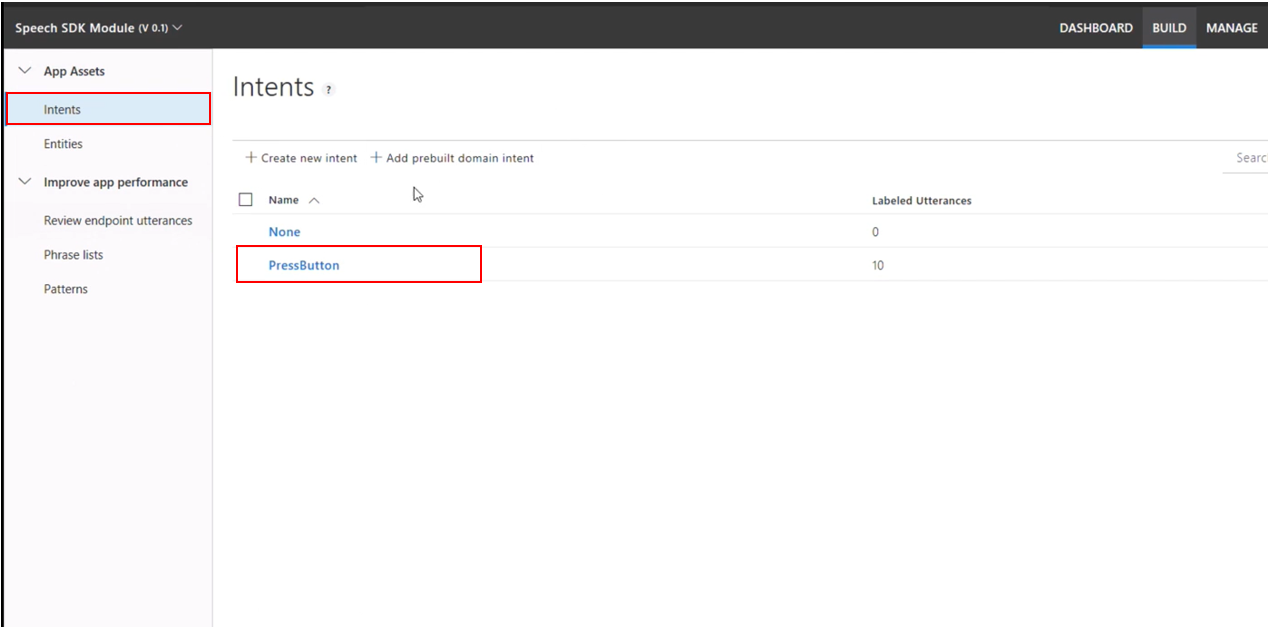 Speech SDK Module (V 0.1)
DASHBOARD BUILD MANAGE
App Assets
Intents
Entities
Improve app performance
Review endpoint utterances
Phrase lists
Patterns
Intents ?
+ Create new intent + Add prebuilt domain intent
Searc
Name Labeled Utterances
None 0
PressButton 10